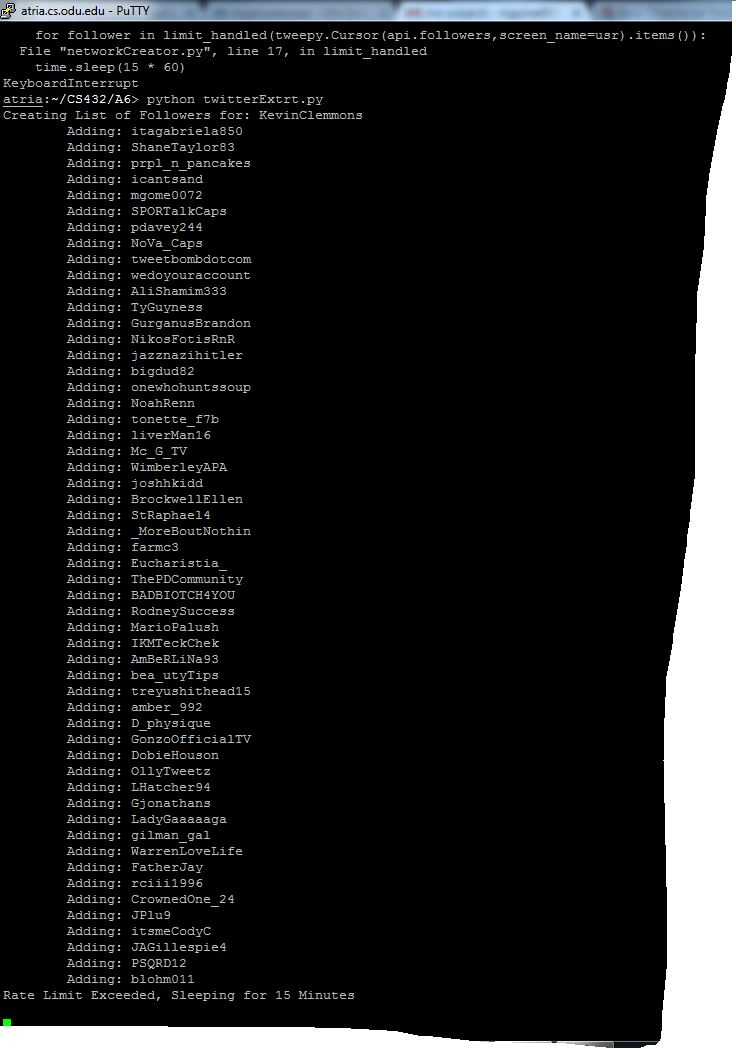 atria.cs.odu.edu - PuTTY
for follower in limit_handled(tweepy.Cursor(api.followers,screen_name=usr).items()):
File "networkCreator.py", line 17, in limit_handled
time.sleep(15 * 60)
KeyboardInterrupt
atria:~/CS432/A6> python twitterExtrt.py
Creating List of Followers for: KevinClemmons
Adding: itagabriela850
Adding: ShaneTaylor83
Adding: prpl_n_pancakes
Adding: icantsand
Adding: mgome0072
Adding: SPORTalkCaps
Adding: pdavey244
Adding: NoVa_Caps
Adding: tweetbombdotcom
Adding: wedoyouraccount
Adding: AliShamim333
Adding: TyGuyness
Adding: GurganusBrandon
Adding: NikosFotisRnR
Adding: jazznazihitler
Adding: bigdud82
Adding: onewhohuntssoup
Adding: NoahRenn
Adding: tonette_f7b
Adding: liverMan16
Adding: Mc_G_TV
Adding: WimberleyAPA
Adding: joshhkidd
Adding: BrockwellEllen
Adding: StRaphael4
Adding: _MoreBoutNothin
Adding: farmc3
Adding: Eucharistia_
Adding: ThePDCommunity
Adding: BADBIOTCH4YOU
Adding: RodneySuccess
Adding: MarioPalush
Adding: IKMTeckChek
Adding: AmBeRLiNa93
Adding: bea_utyTips
Adding: treyushithead15
Adding: amber_992
Adding: D_physique
Adding: GonzoOfficialTV
Adding: DobieHouson
Adding: OllyTweetz
Adding: LHatcher94
Adding: Gjonathans
Adding: LadyGaaaaaga
Adding: gilman_gal
Adding: WarrenLoveLife
Adding: FatherJay
Adding: rciii1996
Adding: CrownedOne_24
Adding: JPlu9
Adding: itsmeCodyC
Adding: JAGillespie4
Adding: PSQRD12
Adding: blohm011
Rate Limit Exceeded, Sleeping for 15 Minutes